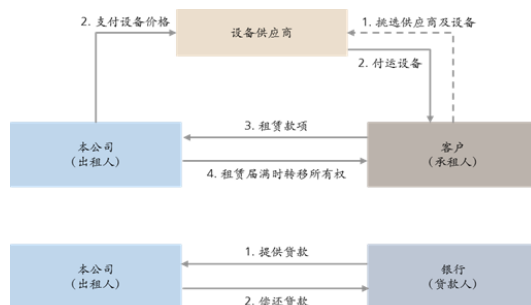 2. 支付设备价格
设备供应商
1. 挑选供应商及设备
2. 付运设备
本公司
(出租人)
3. 租赁款项
4. 租赁届满时转移所有权
客户
(承租人)
本公司
(出租人)
1. 提供贷款
2. 偿还贷款
银行
(贷款人)